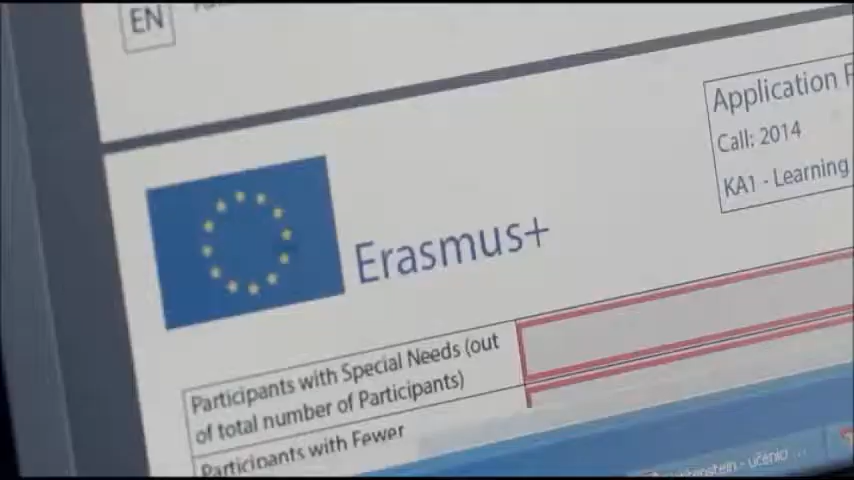 EN
Application
Call: 2014
KA1 - Learning
Erasmus+
Participants with Special Needs (out
of total number of Participants)
Participants with Fewer
- učenici ...